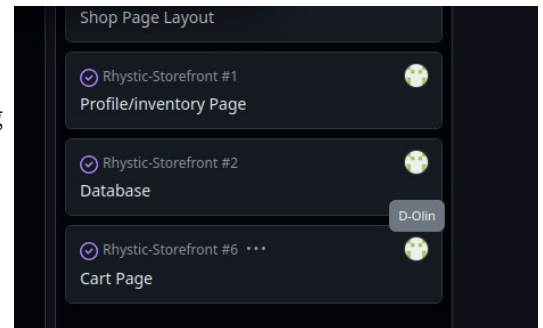 Shop Page Layout
Rhystic-Storefront #1
Profile/inventory Page
Rhystic-Storefront #2
Database
D-Olin
Rhystic-Storefront #6 ···
Cart Page